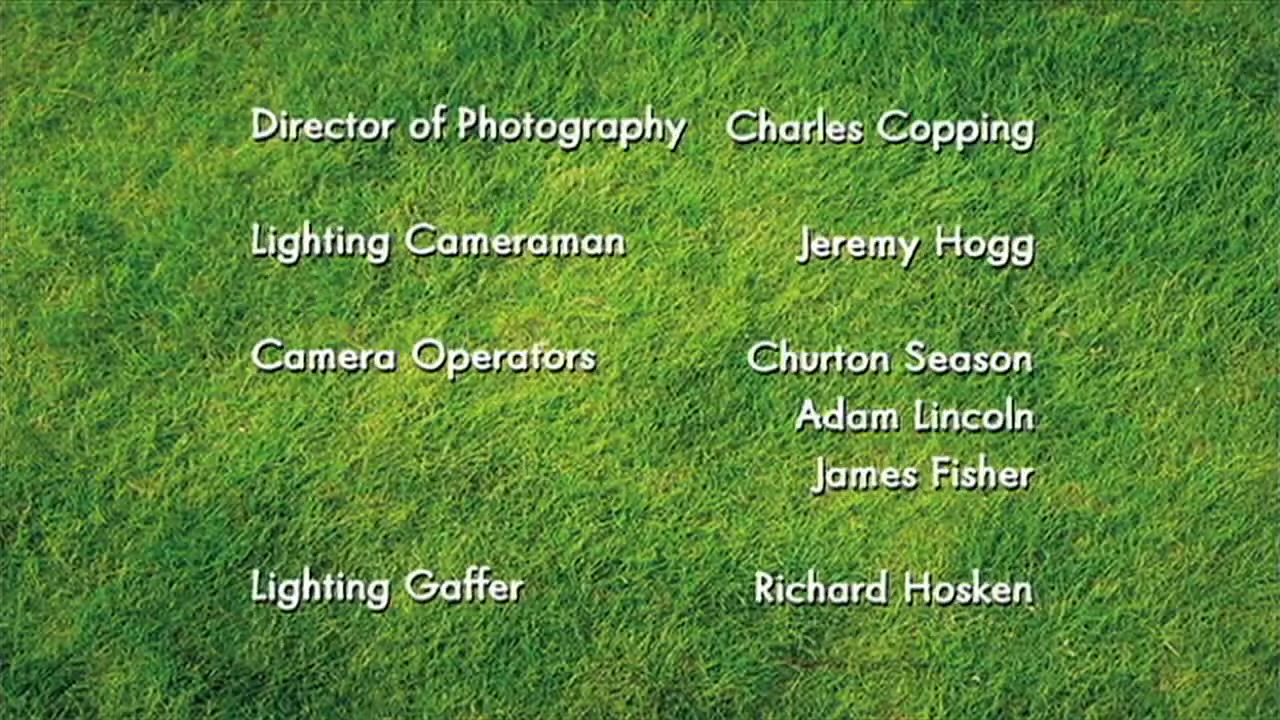 Director of Photography Charles Copping
Lighting Cameraman Jeremy Hogg
Camera Operators Churton Season
Adam Lincoln
James Fisher
Lighting Gaffer Richard Hosken